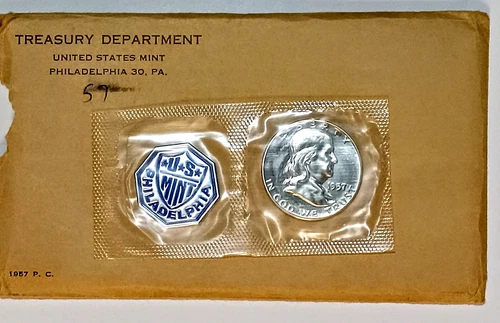 TREASURY DEPARTMENT
UNITED STATES MINT
PHILADELPHIA 30, PA.
57
U★S
MINT
PHILADELPHIA
LIBERTY
1957
IN GOD WE TRUST
1957 P. C.